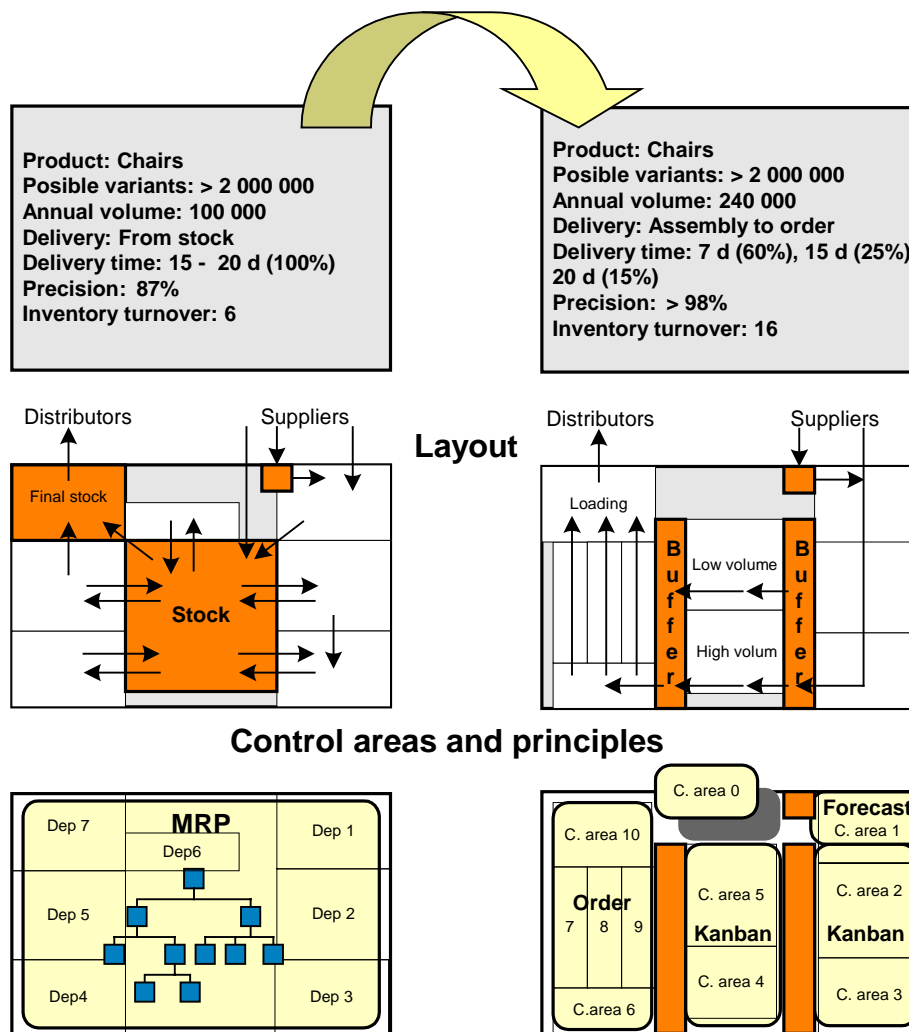 Product: Chairs
Posible variants: > 2 000 000
Annual volume: 100 000
Delivery: From stock
Delivery time: 15 - 20 d (100%)
Precision: 87%
Inventory turnover: 6
Product: Chairs
Posible variants: > 2 000 000
Annual volume: 240 000
Delivery: Assembly to order
Delivery time: 7 d (60%), 15 d (25%)
20 d (15%)
Precision: > 98%
Inventory turnover: 16
Layout
Distributors
Suppliers
Final stock
Stock
Distributors
Suppliers
Loading
Buffer
Low volume
High volum
Buffer
Control areas and principles
MRP
Dep 7
Dep6
Dep 1
Dep 5
Dep 2
Dep4
Dep 3
C. area 0
C. area 10
Order
7 8 9
C.area 6
C. area 5
Kanban
C. area 4
Forecast
C. area 1
C. area 2
Kanban
C. area 3